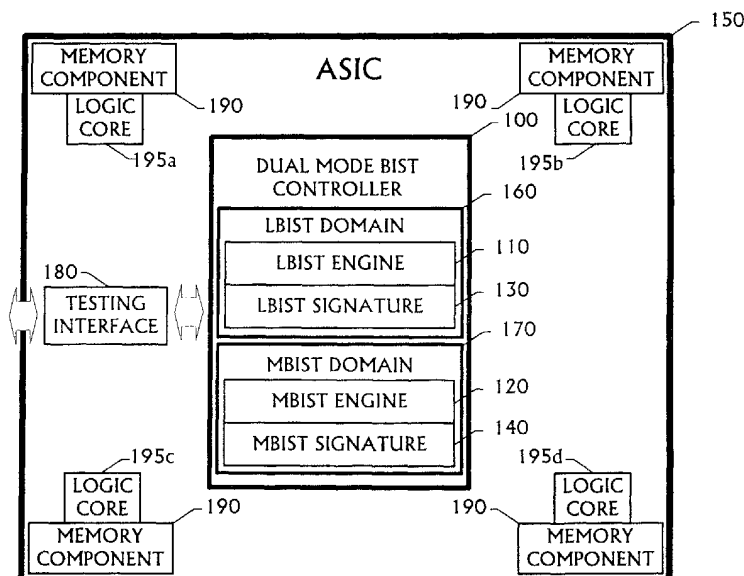 150
MEMORY
COMPONENT
190
LOGIC
CORE
195a
ASIC
MEMORY
COMPONENT
190
LOGIC
CORE
195b
100
DUAL MODE BIST
CONTROLLER
160
LBIST DOMAIN
110
LBIST ENGINE
130
LBIST SIGNATURE
180
TESTING
INTERFACE
170
MBIST DOMAIN
120
MBIST ENGINE
140
MBIST SIGNATURE
195c
LOGIC
CORE
190
MEMORY
COMPONENT
195d
LOGIC
CORE
190
MEMORY
COMPONENT